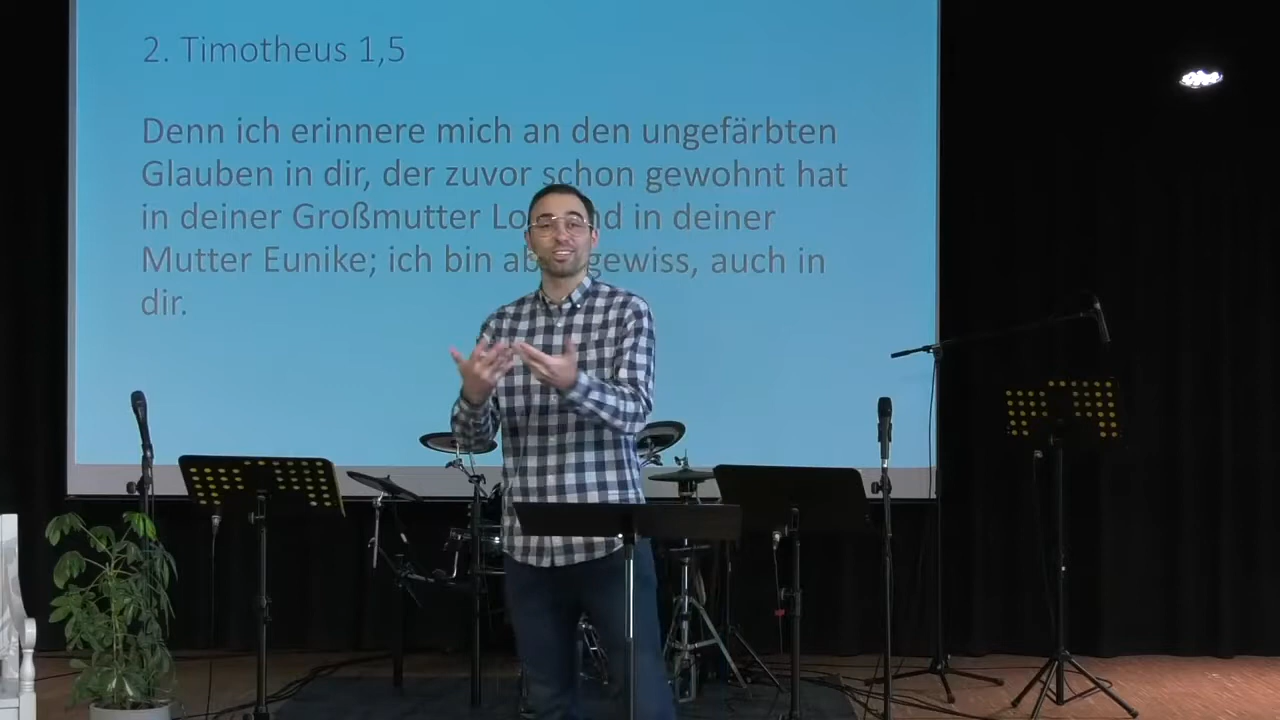 2. Timotheus 1,5
Denn ich erinnere mich an den ungefärbten
Glauben in dir, der zuvor schon gewohnt hat
in deiner Großmutter in deiner
Mutter Eunike; ich bin gewiss, auch in
dir.